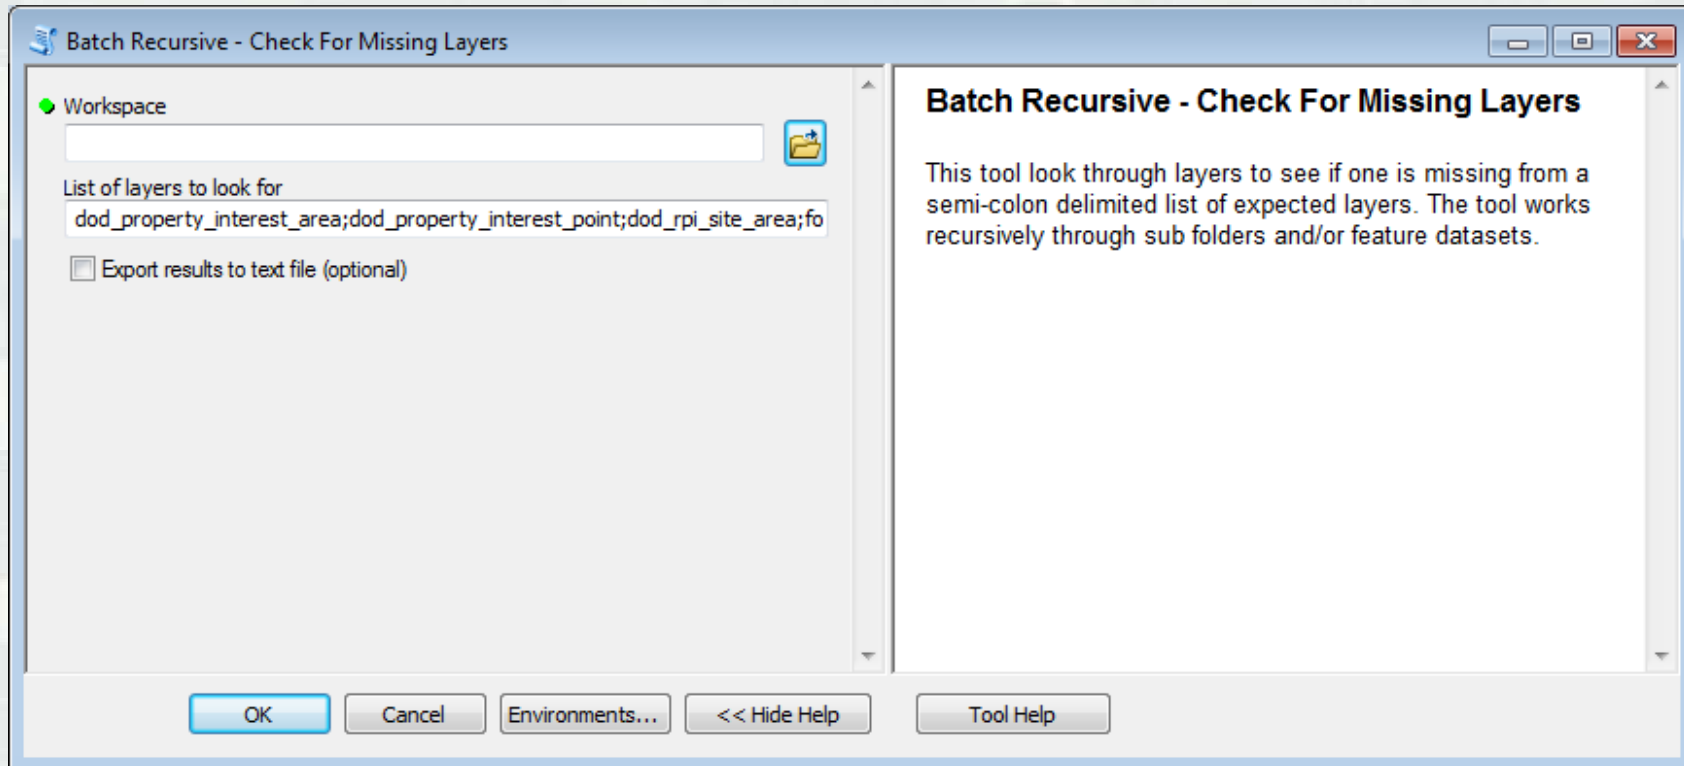 Batch Recursive - Check For Missing Layers
Workspace
List of layers to look for
dod_property_interest_area;dod_property_interest_point;dod_rpi_site_area;fo
Export results to text file (optional)
Batch Recursive - Check For Missing Layers
This tool look through layers to see if one is missing from a
semi-colon delimited list of expected layers. The tool works
recursively through sub folders and/or feature datasets.
OK
Cancel
Environments...
<< Hide Help
Tool Help